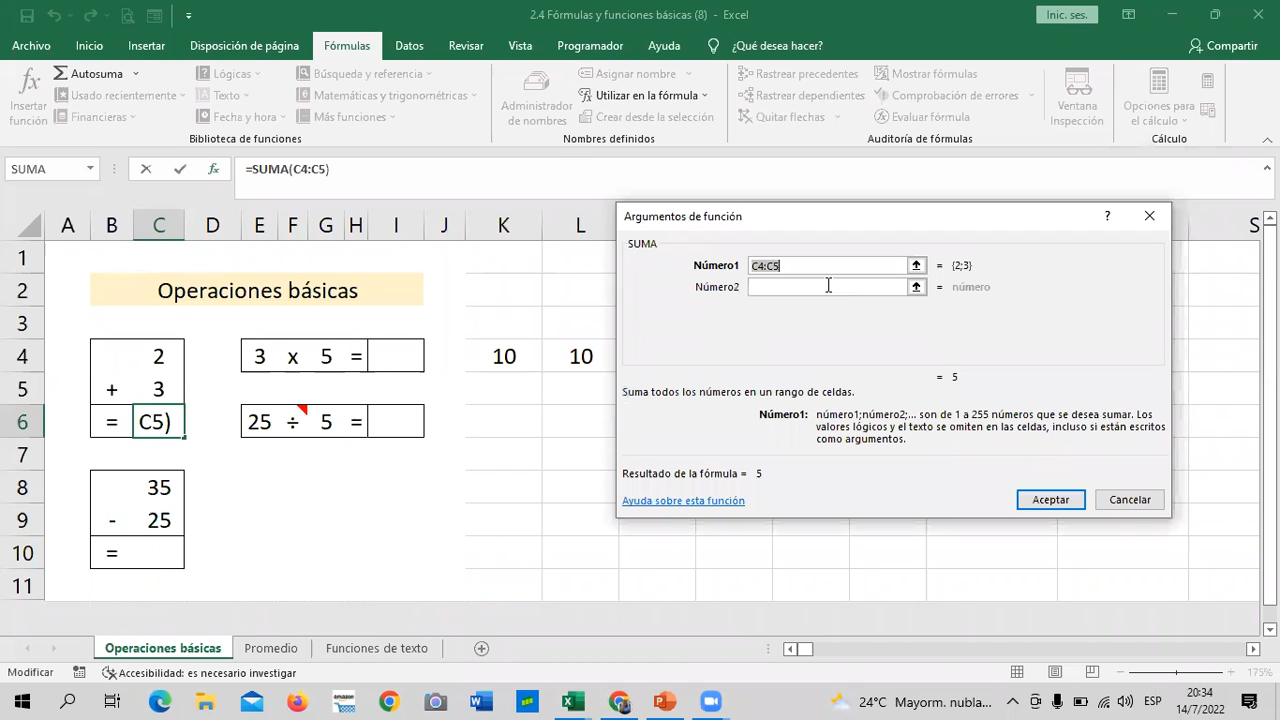 2.4 Fórmulas y funciones básicas (8) - Excel
Inic. ses.
Archivo Inicio Insertar Disposición de página Fórmulas Datos Revisar Vista Programador Ayuda ¿Qué desea hacer? Compartir
Insertar función
Autosuma
Usado recientemente
Financieras
Lógicas
Texto
Fecha y hora
Búsqueda y referencia
Matemáticas y trigonométricas
Más funciones
Biblioteca de funciones
Administrador de nombres
Asignar nombre
Utilizar en la fórmula
Crear desde la selección
Nombres definidos
Rastrear precedentes
Rastrear dependientes
Quitar flechas
Mostrar fórmulas
Comprobación de errores
Evaluar fórmula
Auditoría de fórmulas
Ventana Inspección
Opciones para el cálculo
Cálculo
SUMA fx =SUMA(C4:C5)
A B C D E F G H I J K L S
1
2 Operaciones básicas
3
4 2 3 x 5 = 10 10
5 + 3
6 = C5) 25 ÷ 5 =
7
8 35
9 - 25
10 =
11
Argumentos de función ?
SUMA
Número1 C4:C5 = {2;3}
Número2 = número
= 5
Suma todos los números en un rango de celdas.
Número1: número1;número2;... son de 1 a 255 números que se desea sumar. Los
valores lógicos y el texto se omiten en las celdas, incluso si están escritos
como argumentos.
Resultado de la fórmula = 5
Ayuda sobre esta función Aceptar Cancelar
Operaciones básicas Promedio Funciones de texto
Modificar Accesibilidad: es necesario investigar 175%
amazon
24°C Mayorm. nubla... ESP 20:34
14/7/2022